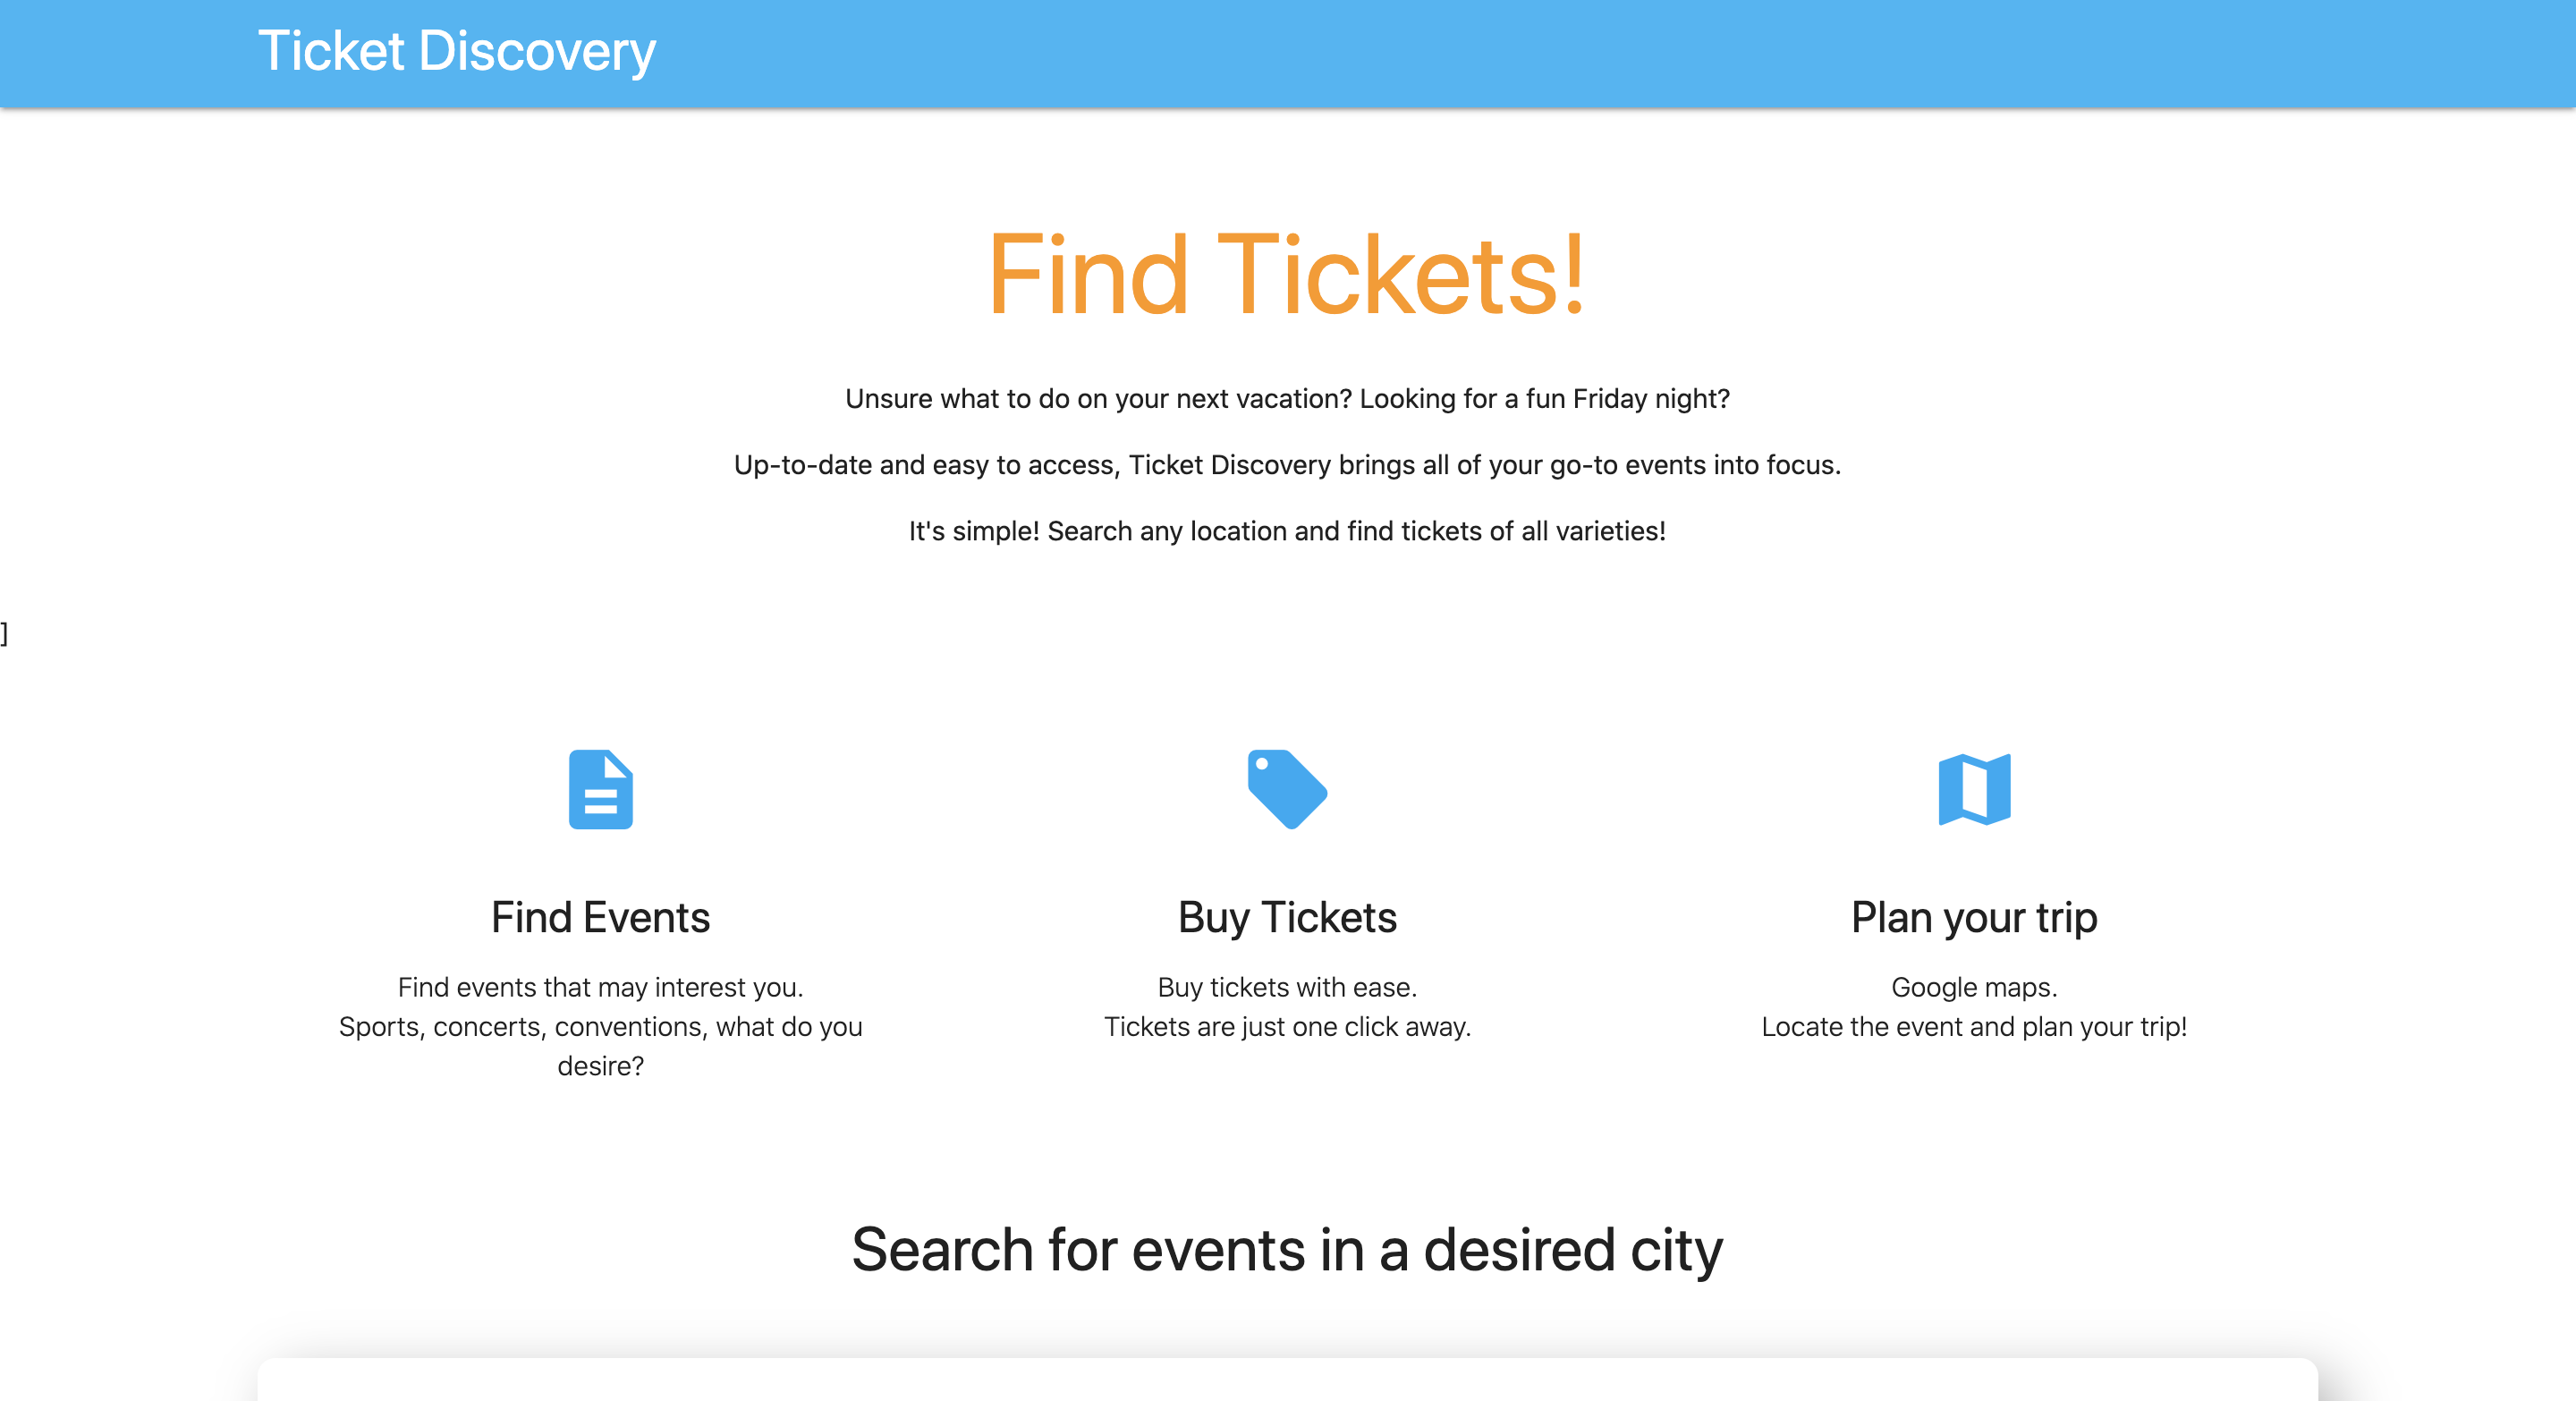 Ticket Discovery
Find Tickets!
Unsure what to do on your next vacation? Looking for a fun Friday night?
Up-to-date and easy to access, Ticket Discovery brings all of your go-to events into focus.
It's simple! Search any location and find tickets of all varieties!
]
Find Events
Find events that may interest you.
Sports, concerts, conventions, what do you
desire?
Buy Tickets
Buy tickets with ease.
Tickets are just one click away.
Plan your trip
Google maps.
Locate the event and plan your trip!
Search for events in a desired city